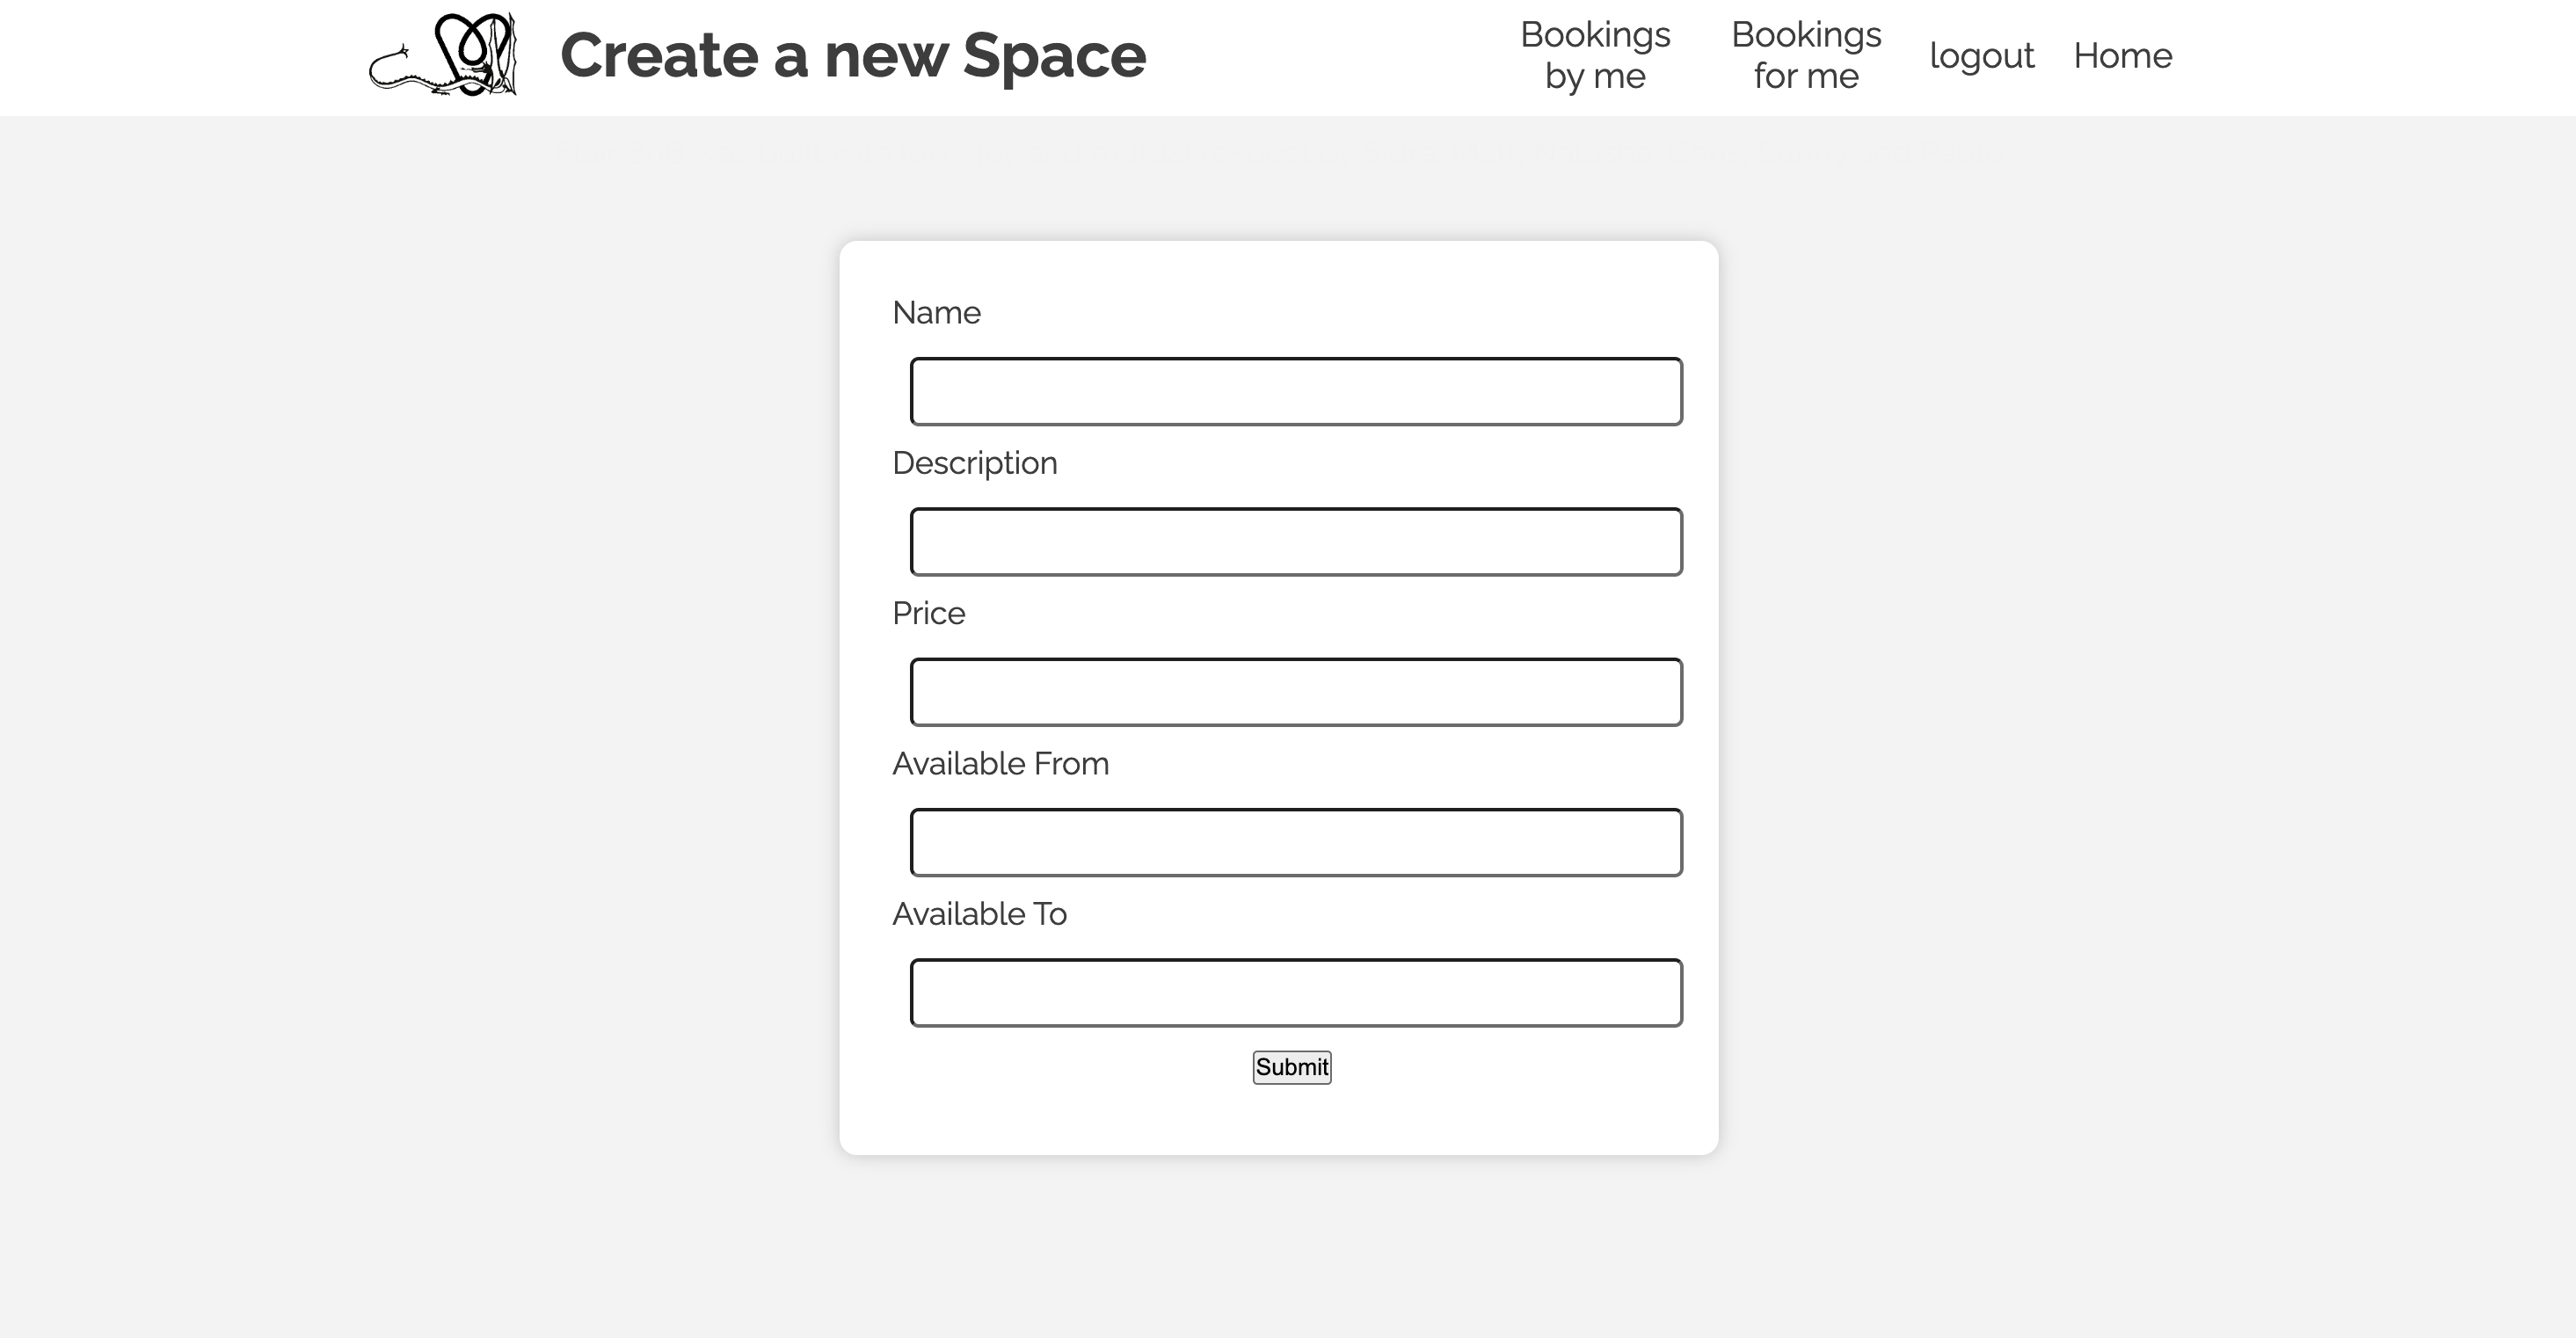 Create a new Space
Bookings
by me
Bookings
for me
logout
Home
Name
Description
Price
Available From
Available To
Submit